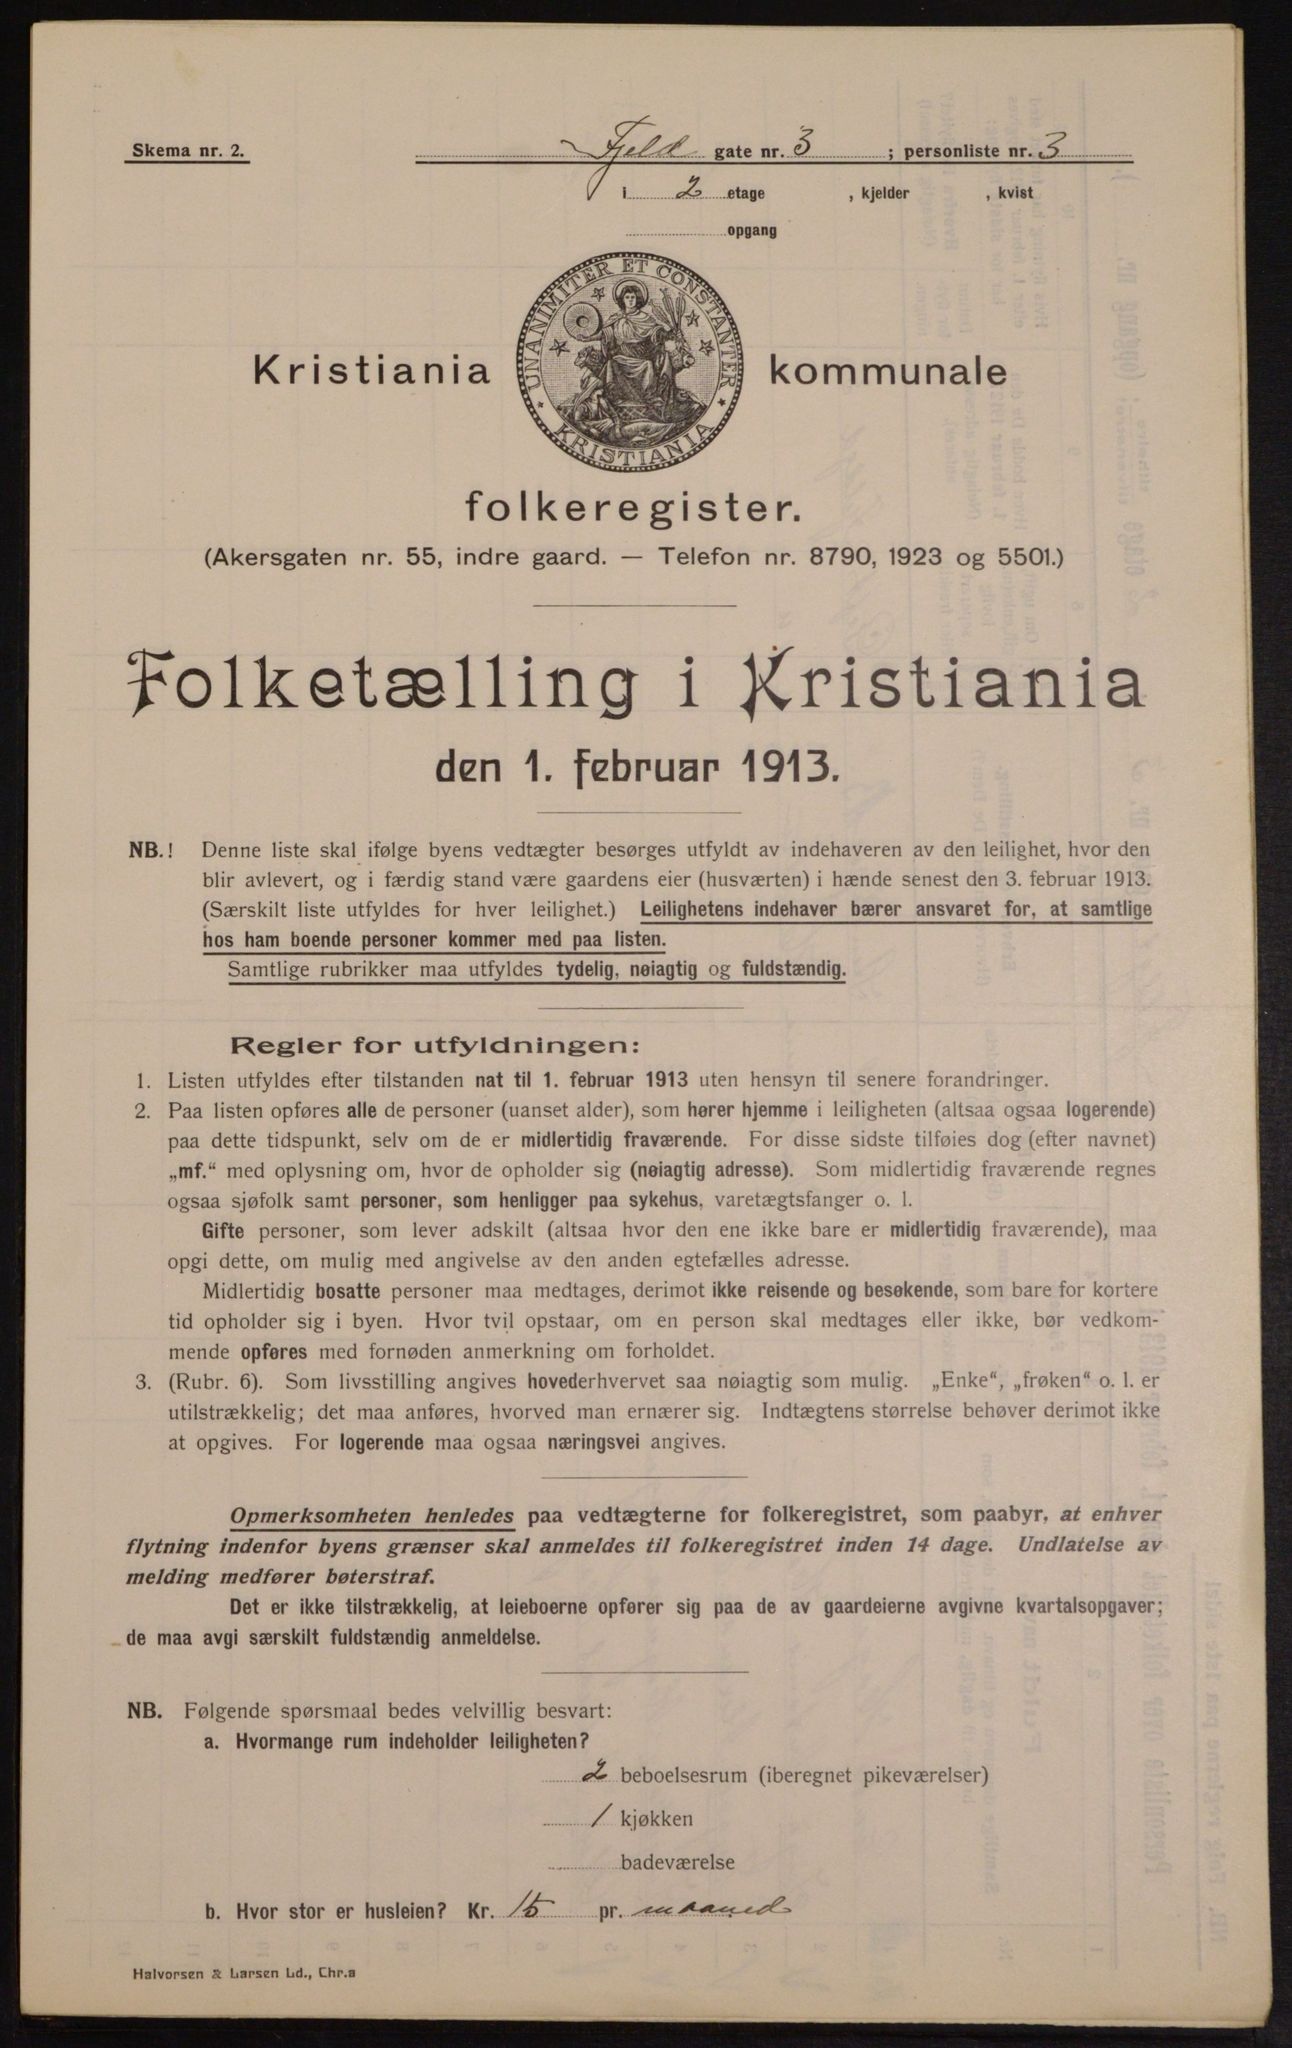 Skema nr. 2.
Fjeld gate nr. 3 ; personliste nr. 3
i 2 etage , kjelder , kvist
opgang
UNANIMITER ET CONSTANTER
KRISTIANIA
Kristiania kommunale
folkeregister.
(Akersgaten nr. 55, indre gaard. — Telefon nr. 8790, 1923 og 5501.)
Folketælling i Kristiania
den 1. februar 1913.
NB.! Denne liste skal ifølge byens vedtægter besørges utfyldt av indehaveren av den leilighet, hvor den
blir avlevert, og i færdig stand være gaardens eier (husværten) i hænde senest den 3. februar 1913.
(Særskilt liste utfyldes for hver leilighet.) Leilighetens indehaver bærer ansvaret for, at samtlige
hos ham boende personer kommer med paa listen.
Samtlige rubrikker maa utfyldes tydelig, nøiagtig og fuldstændig.
Regler for utfyldningen:
1. Listen utfyldes efter tilstanden nat til 1. februar 1913 uten hensyn til senere forandringer.
2. Paa listen opføres alle de personer (uanset alder), som hører hjemme i leiligheten (altsaa ogsaa logerende)
paa dette tidspunkt, selv om de er midlertidig fraværende. For disse sidste tilføies dog (efter navnet)
„mf.“ med oplysning om, hvor de opholder sig (nøiagtig adresse). Som midlertidig fraværende regnes
ogsaa sjøfolk samt personer, som henligger paa sykehus, varetægtsfanger o. l.
Gifte personer, som lever adskilt (altsaa hvor den ene ikke bare er midlertidig fraværende), maa
opgi dette, om mulig med angivelse av den anden egtefælles adresse.
Midlertidig bosatte personer maa medtages, derimot ikke reisende og besøkende, som bare for kortere
tid opholder sig i byen. Hvor tvil opstaar, om en person skal medtages eller ikke, bør vedkom-
mende opføres med fornøden anmerkning om forholdet.
3. (Rubr. 6). Som livsstilling angives hovederhvervet saa nøiagtig som mulig. „Enke“, „frøken“ o. l. er
utilstrækkelig; det maa anføres, hvorved man ernærer sig. Indtægtens størrelse behøver derimot ikke
at opgives. For logerende maa ogsaa næringsvei angives.
Opmerksomheten henledes paa vedtægterne for folkeregistret, som paabyr, at enhver
flytning indenfor byens grænser skal anmeldes til folkeregistret inden 14 dage. Undlatelse av
melding medfører bøterstraf.
Det er ikke tilstrækkelig, at leieboerne opfører sig paa de av gaardeierne avgivne kvartalsopgaver;
de maa avgi særskilt fuldstændig anmeldelse.
NB. Følgende spørsmaal bedes velvillig besvart:
a. Hvormange rum indeholder leiligheten?
2 beboelsesrum (iberegnet pikeværelser)
1 kjøkken
badeværelse
b. Hvor stor er husleien? Kr. 15 pr. maaned
Halvorsen & Larsen Ld., Chr.a